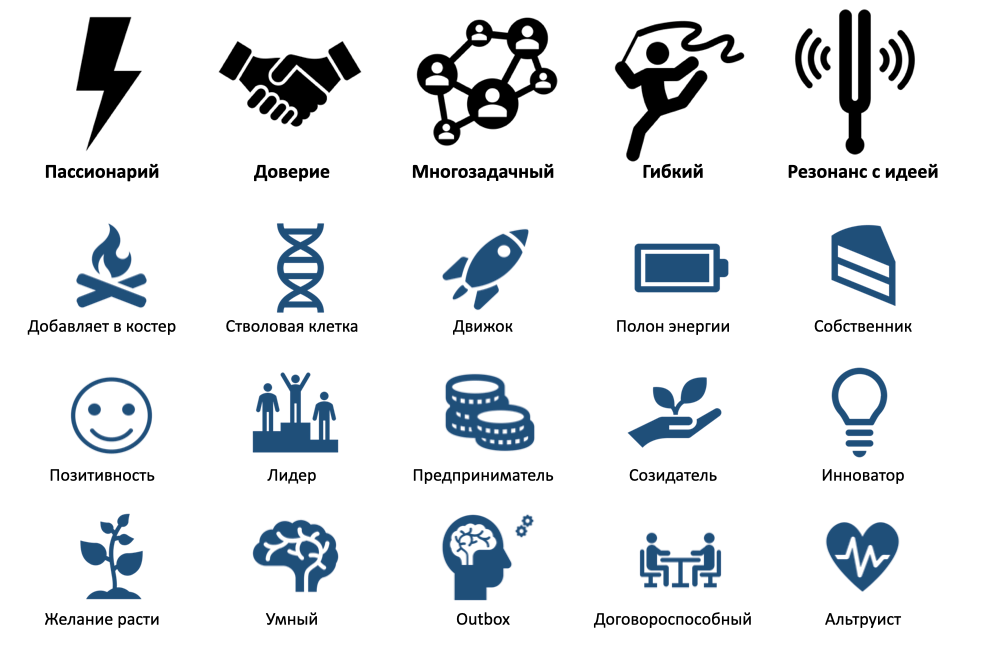 Пассионарий
Доверие
Многозадачный
Гибкий
Резонанс с идеей
Добавляет в костер
Стволовая клетка
Движок
Полон энергии
Собственник
Позитивность
Лидер
Предприниматель
Созидатель
Инноватор
Желание расти
Умный
Outbox
Договороспособный
Альтруист